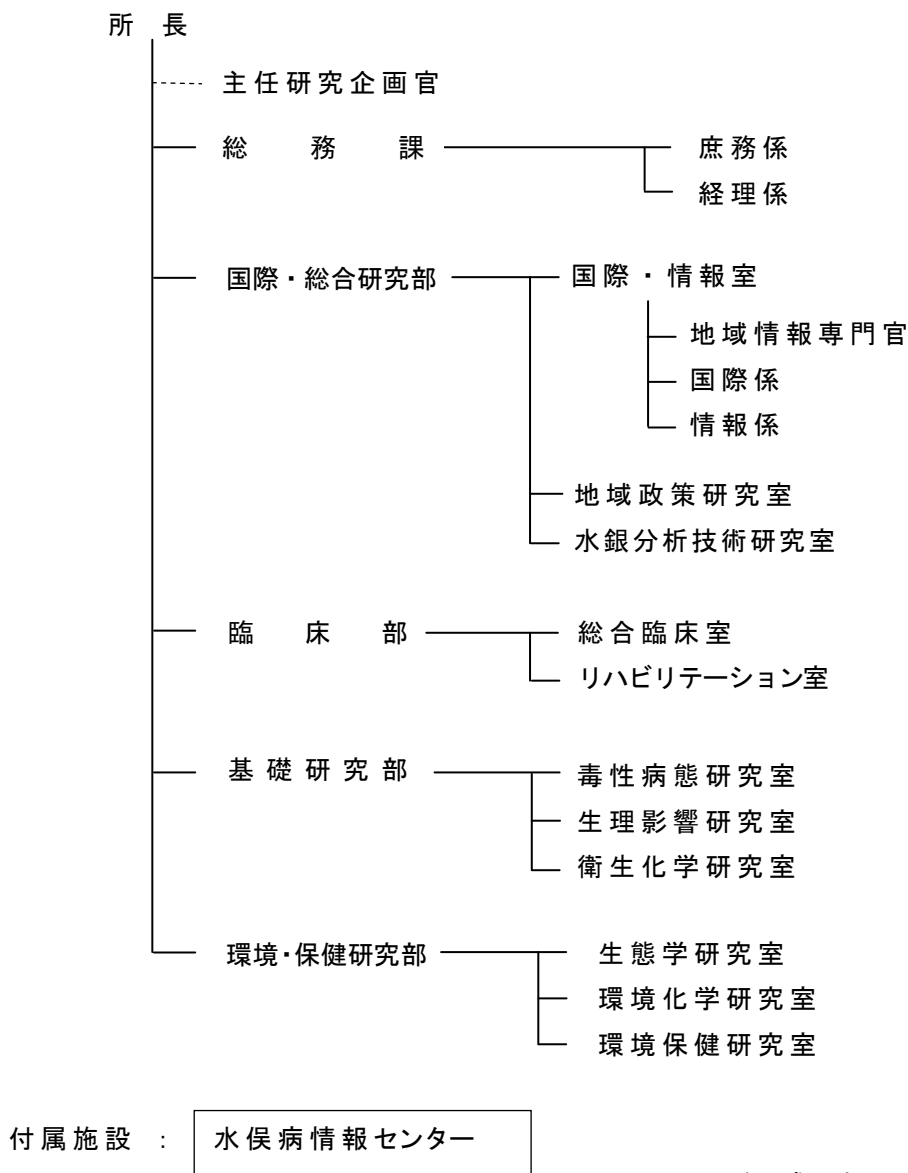 所長
主任研究企画官
総務課 庶務係
経理係
国際・総合研究部 国際・情報室
地域情報専門官
国際係
情報係
地域政策研究室
水銀分析技術研究室
臨床部 総合臨床室
リハビリテーション室
基礎研究部 毒性病態研究室
生理影響研究室
衛生化学研究室
環境・保健研究部 生態学研究室
環境化学研究室
環境保健研究室
付属施設 : 水俣病情報センター